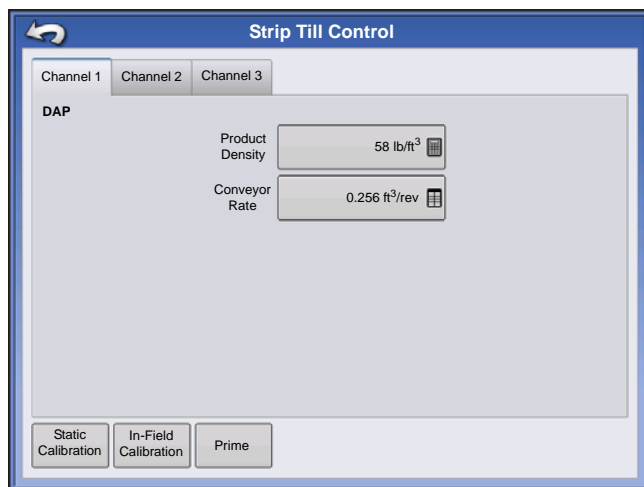 Strip Till Control
Channel 1 Channel 2 Channel 3
DAP
Product
Density
58 lb/ft³
Conveyor
Rate
0.256 ft³/rev
Static
Calibration
In-Field
Calibration
Prime